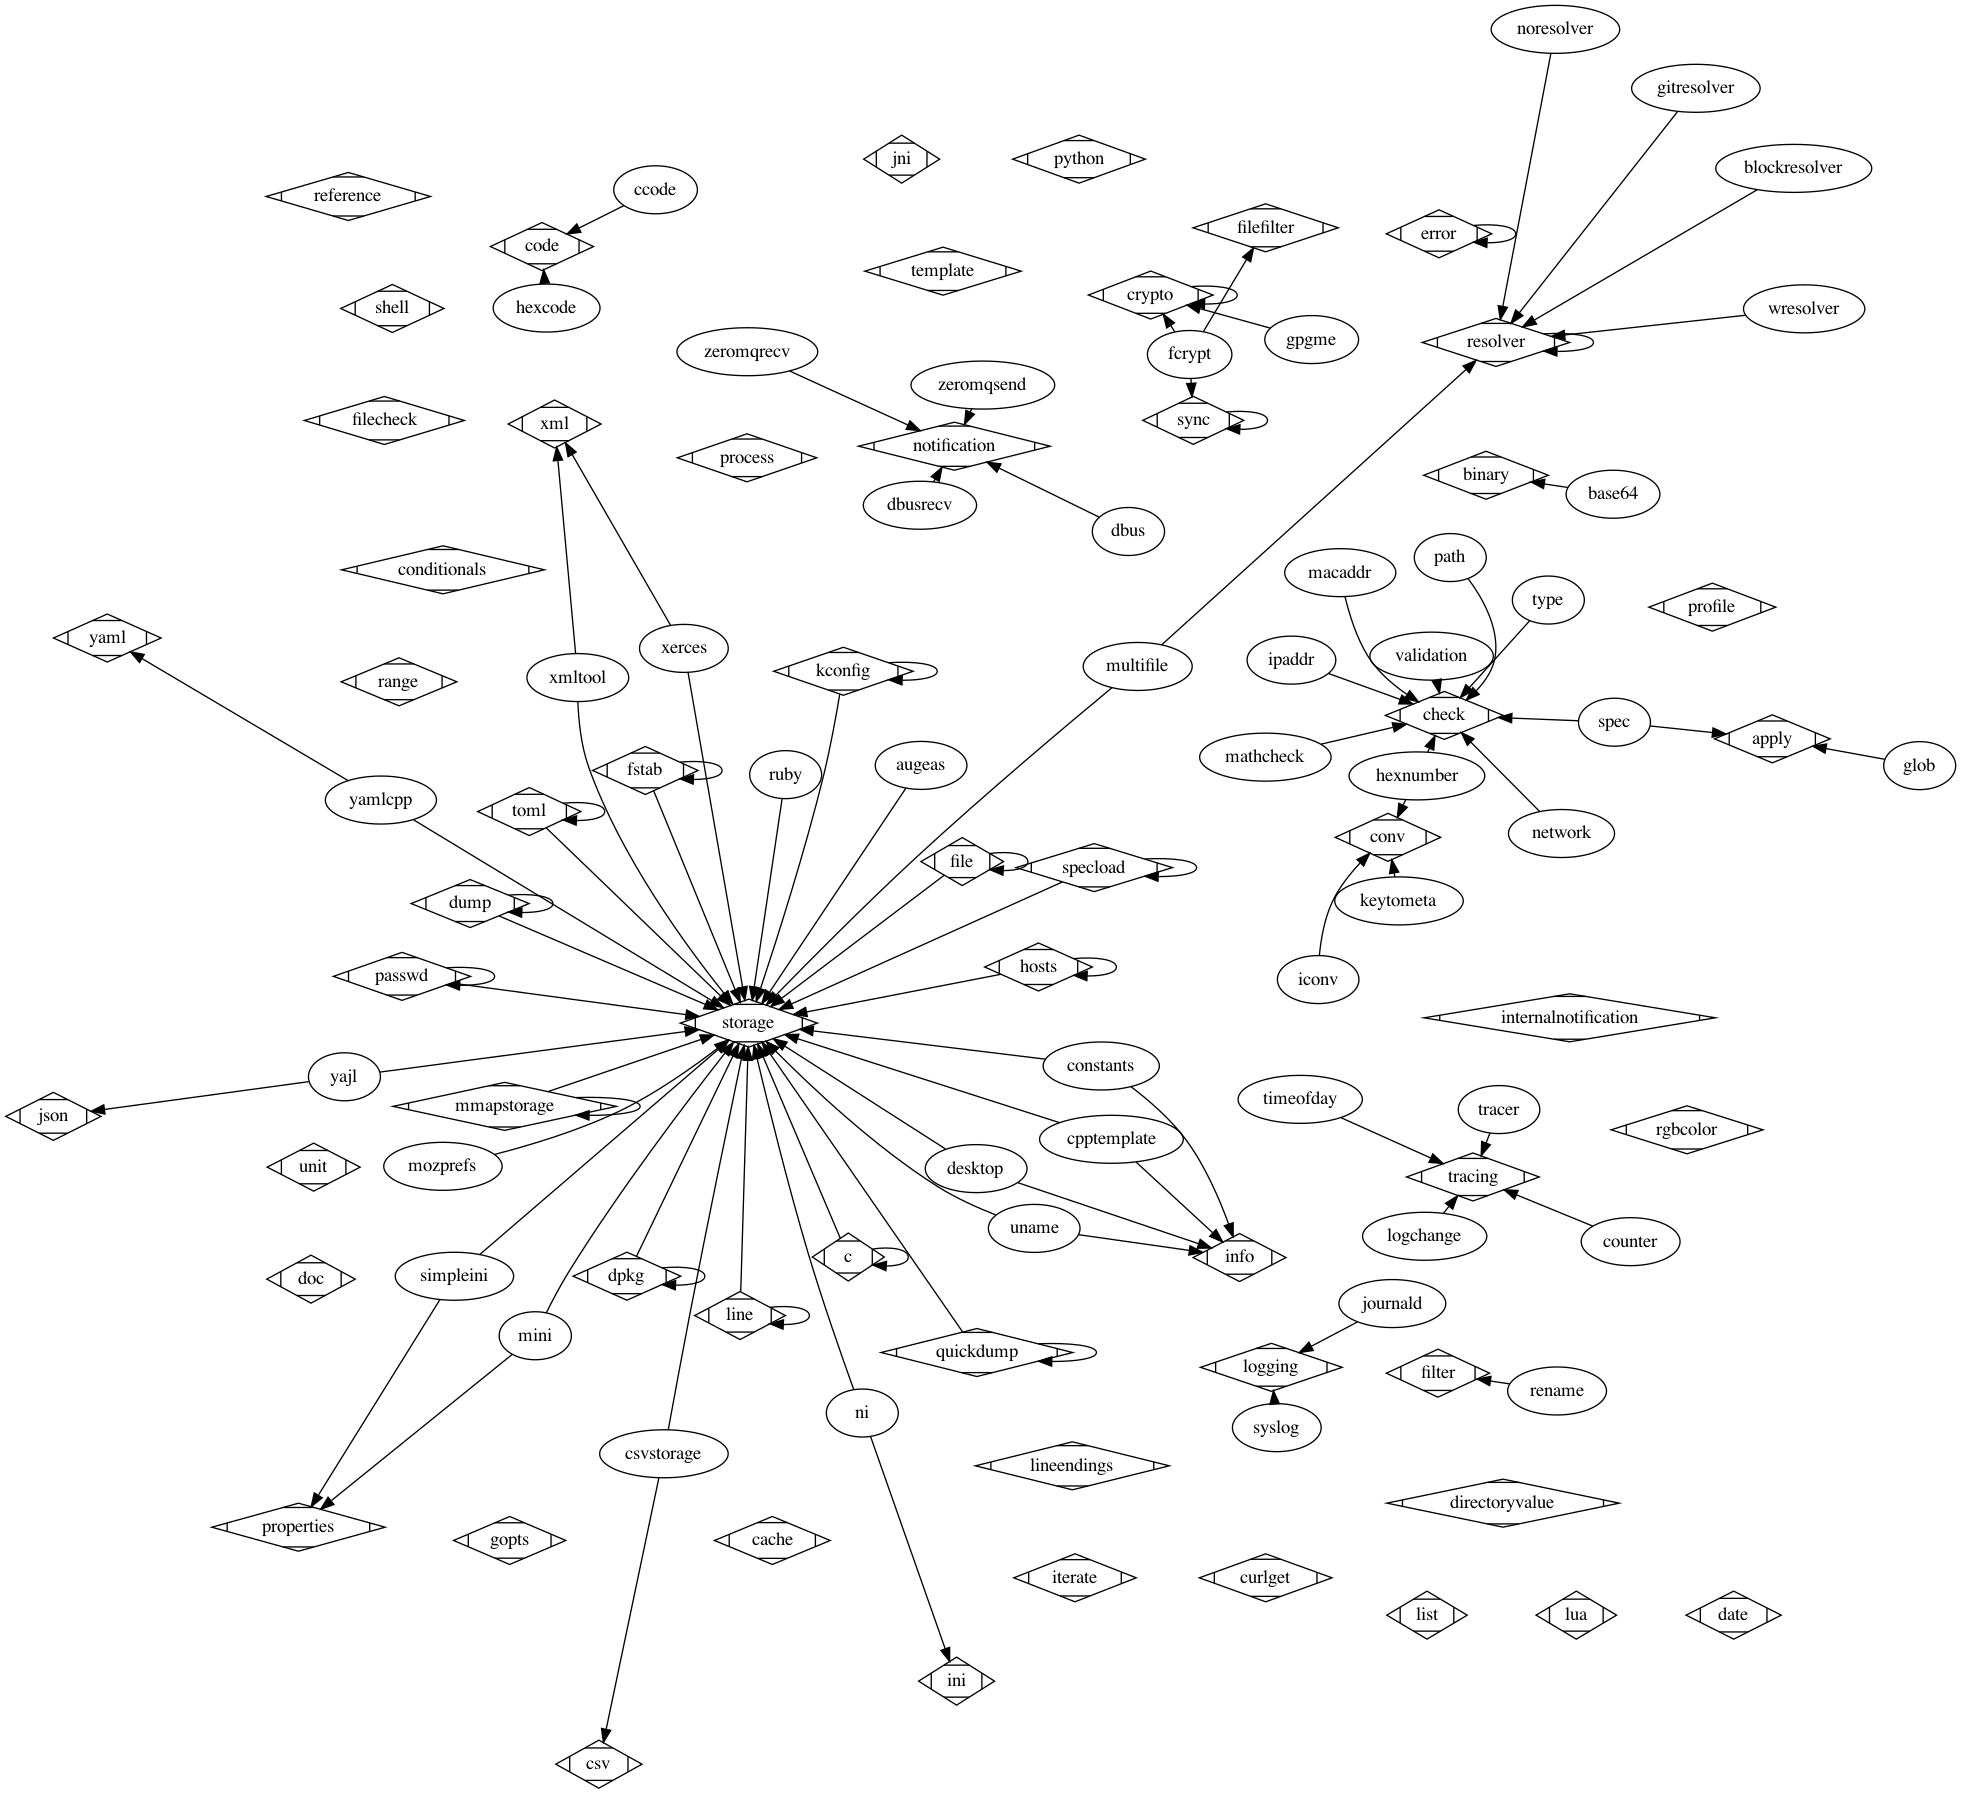 noresolver
gitresolver
jni
python
blockresolver
reference
ccode
filefilter
error
code
template
crypto
shell
hexcode
wresolver
gpgme
resolver
zeromqrecv
fcrypt
zeromqsend
filecheck
xml
sync
notification
process
binary
base64
dbusrecv
dbus
path
conditionals
macaddr
type
profile
yaml
xerces
validation
ipaddr
multifile
kconfig
xmltool
range
check
spec
apply
mathcheck
augeas
glob
fstab
ruby
hexnumber
yamlcpp
toml
network
conv
file
specload
dump
keytometa
hosts
passwd
iconv
internalnotification
storage
constants
yajl
timeofday
mmapstorage
tracer
json
rgbcolor
cpptemplate
mozprefs
unit
desktop
tracing
uname
logchange
counter
c
info
simpleini
dpkg
doc
journald
line
mini
quickdump
logging
filter
rename
ni
syslog
csvstorage
lineendings
directoryvalue
properties
gopts
cache
iterate
curlget
list
lua
date
ini
csv